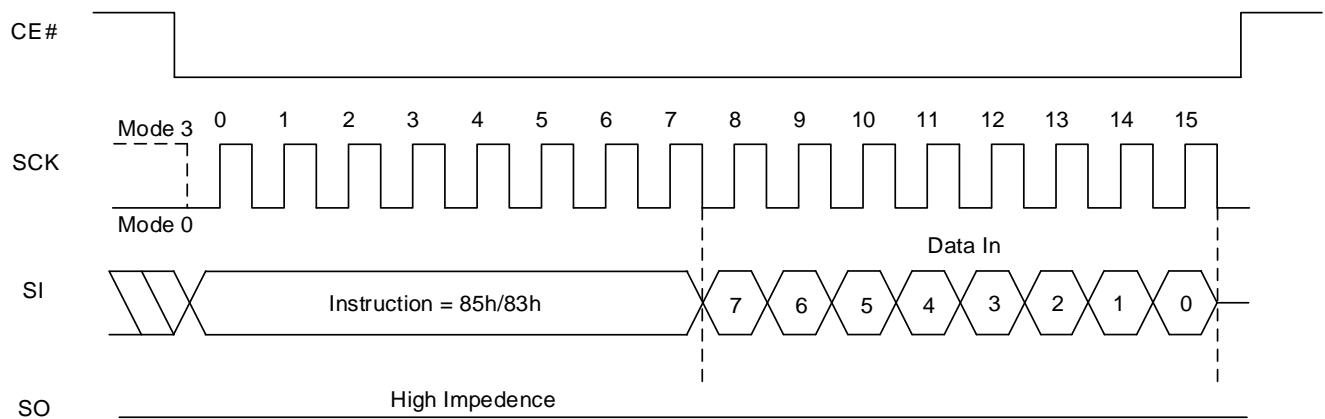 CE#
0 1 2 3 4 5 6 7 8 9 10 11 12 13 14 15
Mode 3
SCK
Mode 0
Data In
SI
Instruction = 85h/83h
7 6 5 4 3 2 1 0
High Impedence
SO